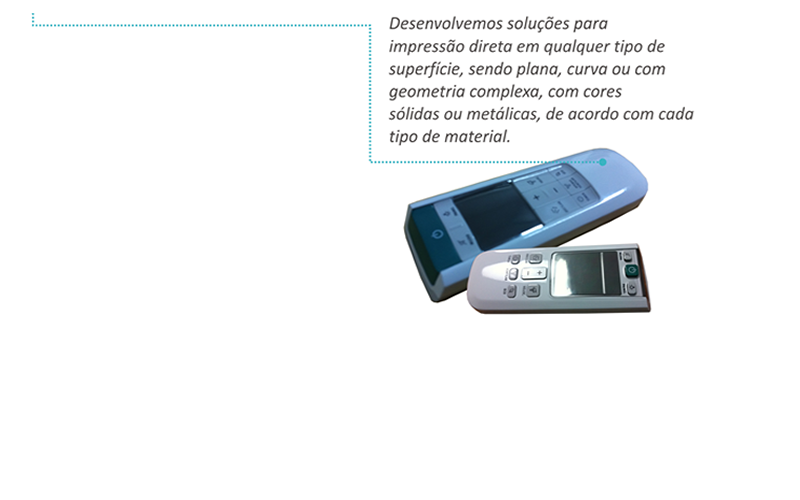 Desenvolvemos soluções para
impressão direta em qualquer tipo de
superfície, sendo plana, curva ou com
geometria complexa, com cores
sólidas ou metálicas, de acordo com cada
tipo de material.